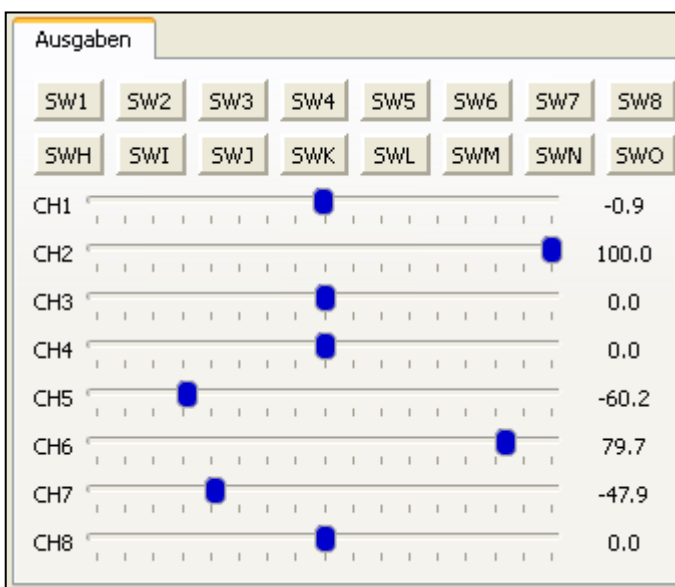 Ausgaben
SW1 SW2 SW3 SW4 SW5 SW6 SW7 SW8
SWH SWI SWJ SWK SWL SWM SWN SWO
CH1 -0.9
CH2 100.0
CH3 0.0
CH4 0.0
CH5 -60.2
CH6 79.7
CH7 -47.9
CH8 0.0